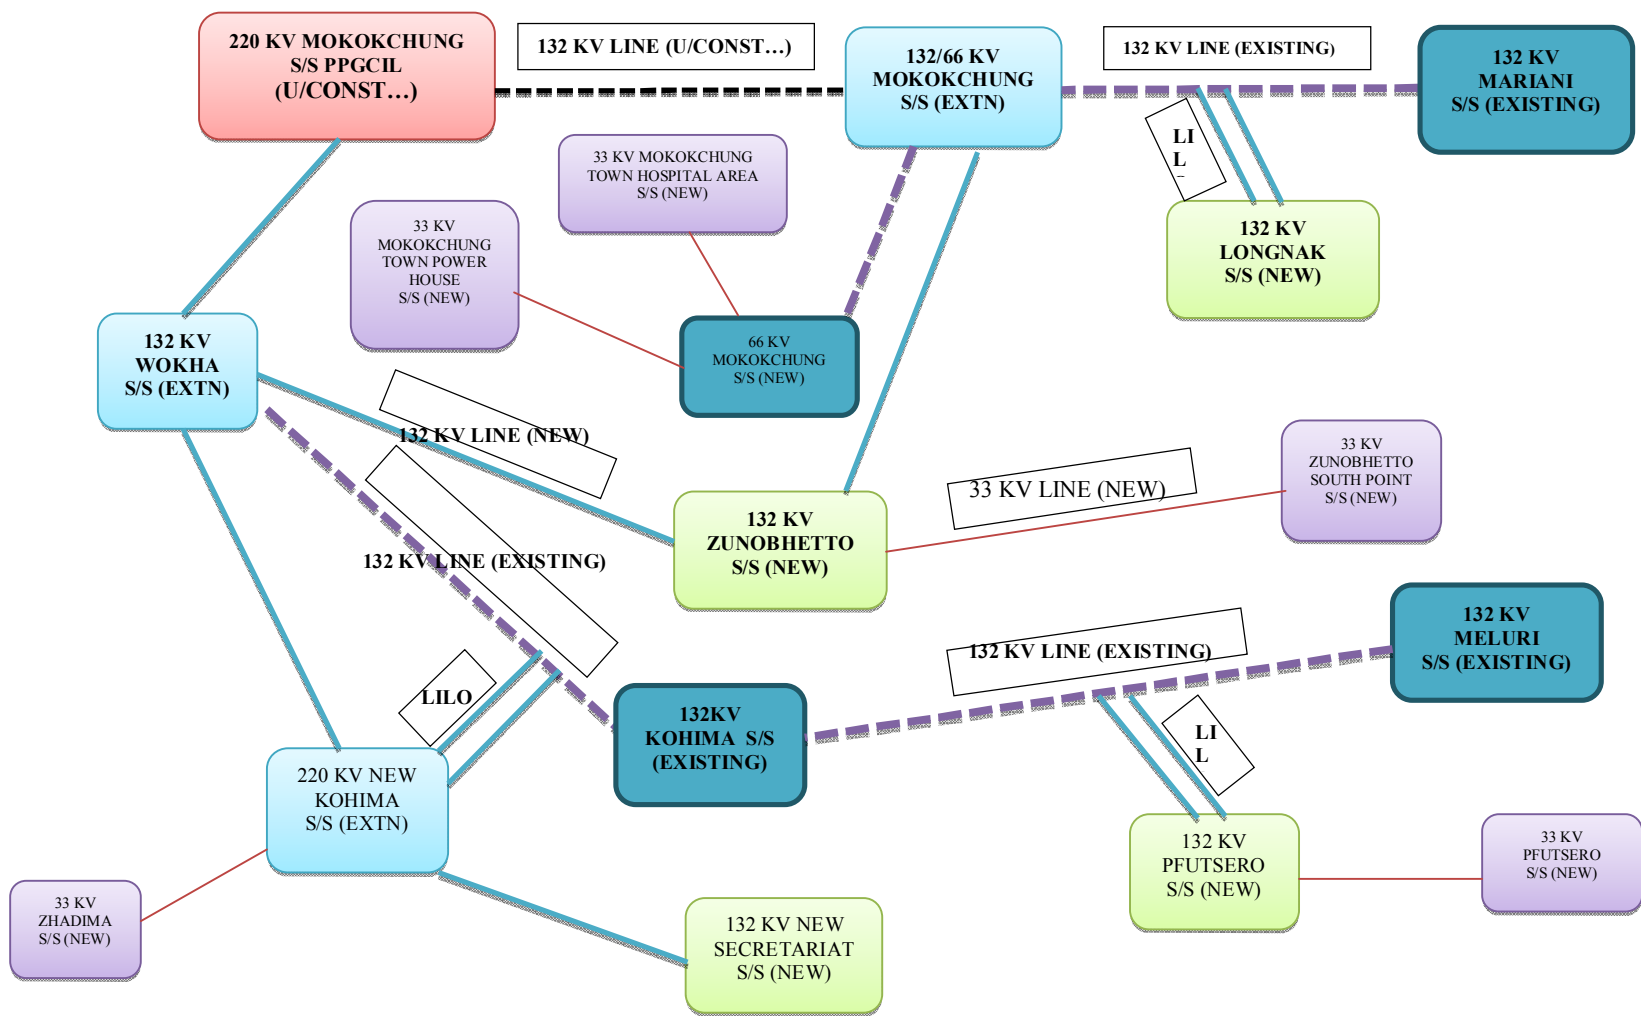 220 KV MOKOKCHUNG
S/S PPGCIL
(U/CONST…)
132 KV LINE (U/CONST…)
132/66 KV
MOKOKCHUNG
S/S (EXTN)
132 KV LINE (EXISTING)
132 KV
MARIANI
S/S (EXISTING)
LI
L
33 KV MOKOKCHUNG
TOWN HOSPITAL AREA
S/S (NEW)
33 KV
MOKOKCHUNG
TOWN POWER
HOUSE
S/S (NEW)
132 KV
LONGNAK
S/S (NEW)
132 KV
WOKHA
S/S (EXTN)
66 KV
MOKOKCHUNG
S/S (NEW)
132 KV LINE (NEW)
33 KV
ZUNOBHETTO
SOUTH POINT
S/S (NEW)
33 KV LINE (NEW)
132 KV
ZUNOBHETTO
S/S (NEW)
132 KV LINE (EXISTING)
132 KV
MELURI
S/S (EXISTING)
132 KV LINE (EXISTING)
LILO
132KV
KOHIMA S/S
(EXISTING)
LI
L
220 KV NEW
KOHIMA
S/S (EXTN)
132 KV
PFUTSERO
S/S (NEW)
33 KV
PFUTSERO
S/S (NEW)
33 KV
ZHADIMA
S/S (NEW)
132 KV NEW
SECRETARIAT
S/S (NEW)